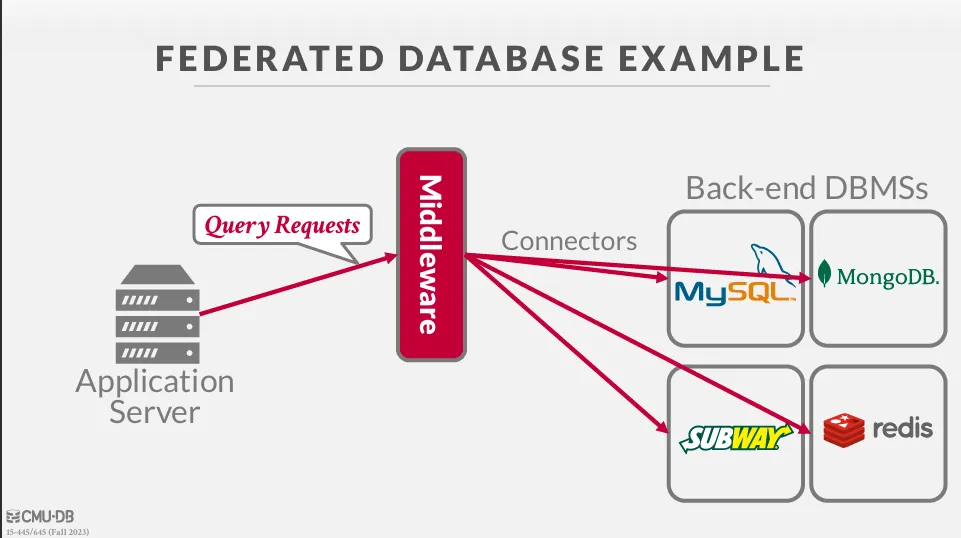 FEDERATED DATABASE EXAMPLE
Back-end DBMSs
Middleware
Query Requests
Connectors
MySQL
MongoDB.
Application
Server
SUBWAY
redis
CMU·DB
15-445/645 (Fall 2023)